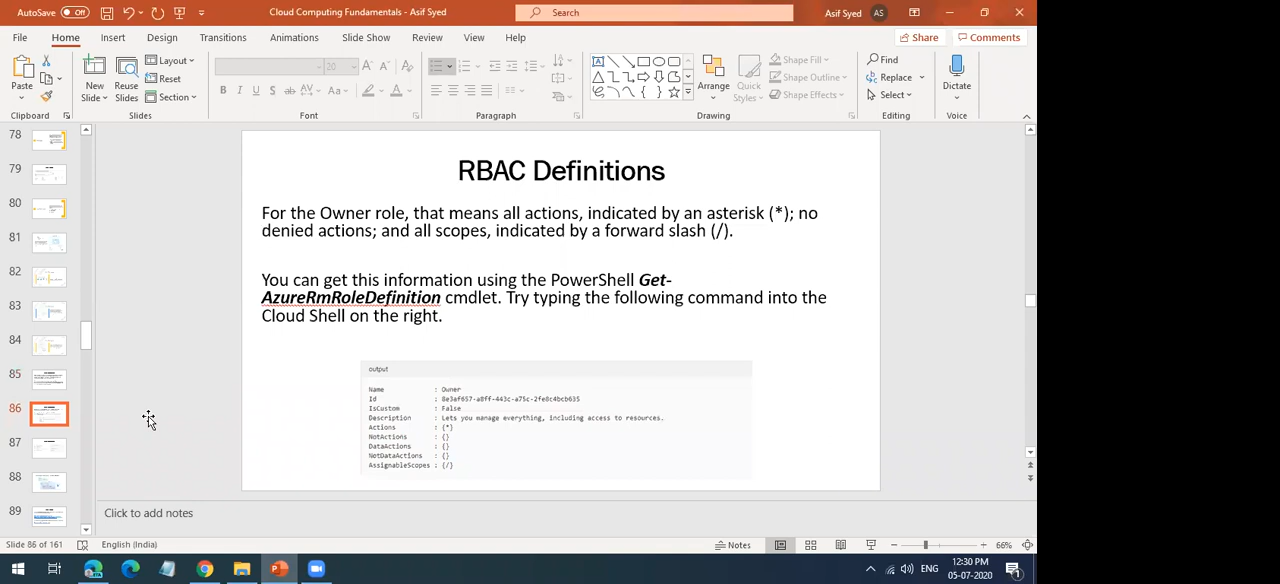 AutoSave Off
Cloud Computing Fundamentals - Asif Syed
Search
Asif Syed AS
File Home Insert Design Transitions Animations Slide Show Review View Help Share Comments
Paste
New Slides
Reuse Slides
Layout
Reset
Section
20
B I U S ab AV Aa A
Arrange
Quick Styles
Shape Fill
Shape Outline
Shape Effects
Find
Replace
Select
Dictate
Clipboard Slides Font Paragraph Drawing Editing Voice
78
79
80
81
82
83
84
85
86
87
88
89
RBAC Definitions
For the Owner role, that means all actions, indicated by an asterisk (*); no
denied actions; and all scopes, indicated by a forward slash (/).
You can get this information using the PowerShell Get-
AzureRmRoleDefinition cmdlet. Try typing the following command into the
Cloud Shell on the right.
output
Name : Owner
Id : 8e3af657-a8ff-443c-a75c-2fe8c4bcb635
IsCustom : False
Description : Lets you manage everything, including access to resources.
Actions : {*}
NotActions : {}
DataActions : {}
NotDataActions : {}
AssignableScopes : {/}
Click to add notes
Slide 86 of 161 English (India) Notes 66%
ENG
12:30 PM
05-07-2020
1